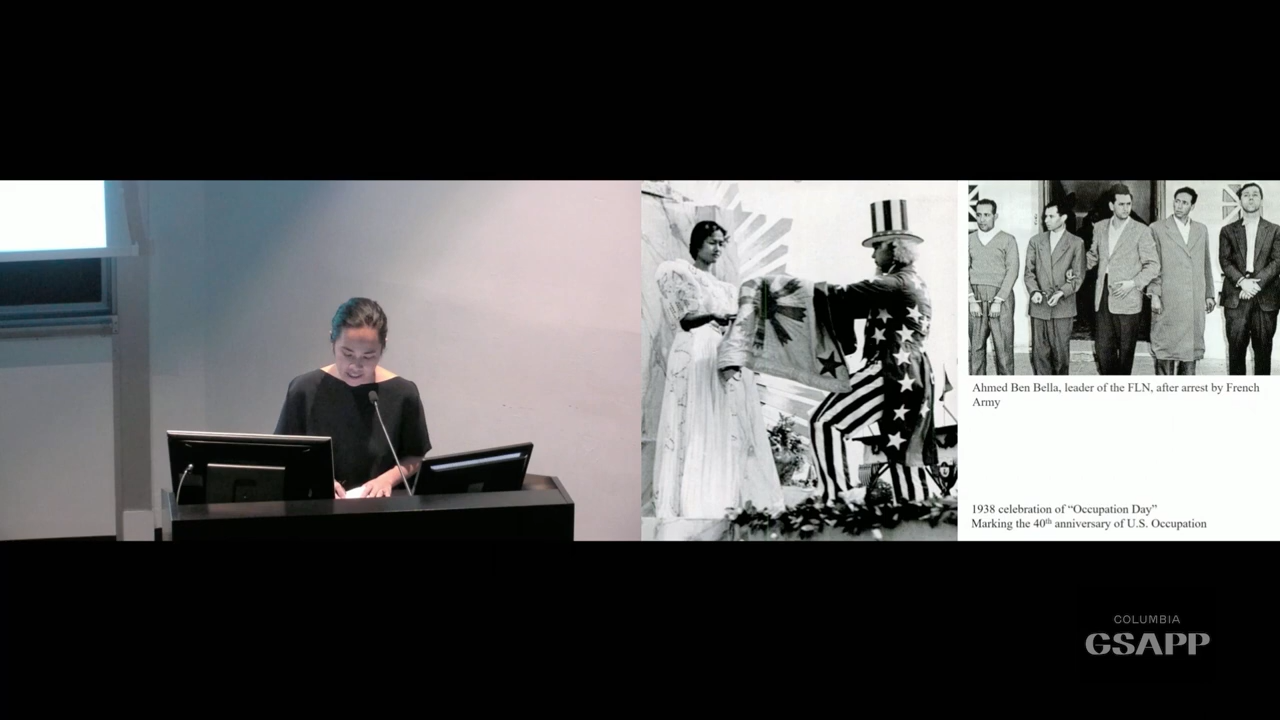 Ahmed Ben Bella, leader of the FLN, after arrest by French
Army
1938 celebration of “Occupation Day”
Marking the 40th anniversary of U.S. Occupation
COLUMBIA
GSAPP